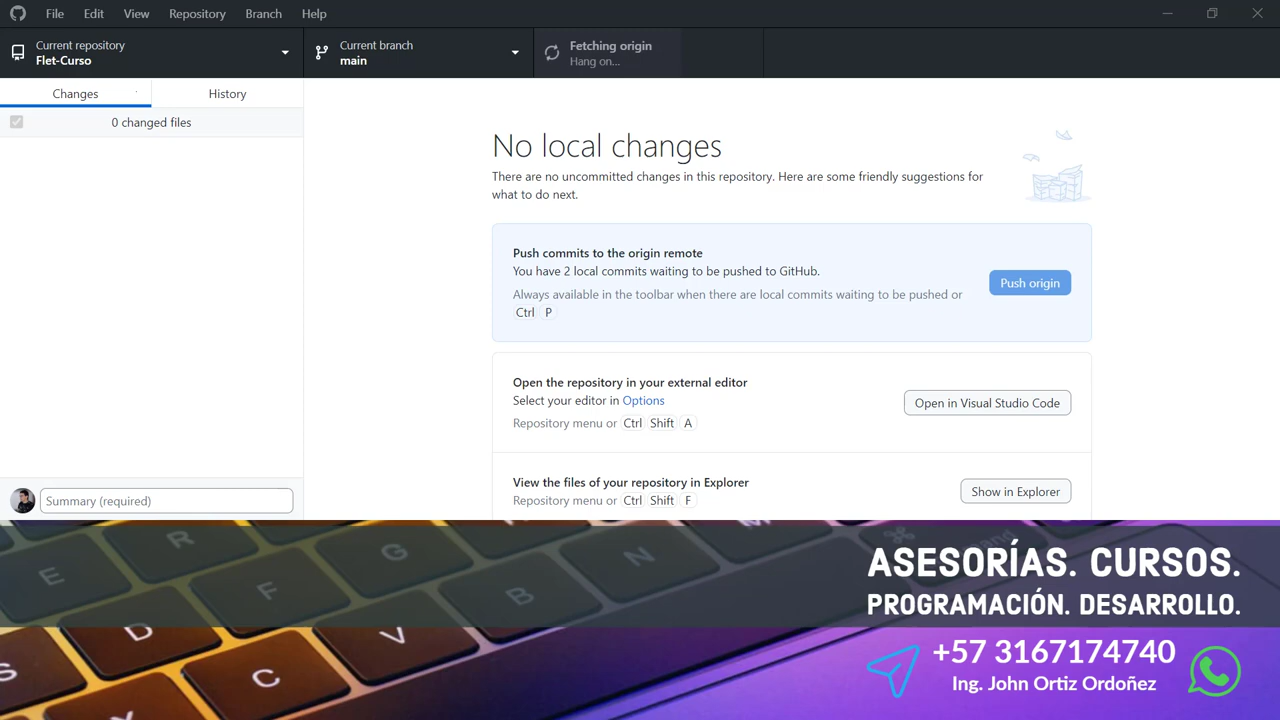 File Edit View Repository Branch Help
Current repository
Flet-Curso
Current branch
main
Fetching origin
Hang on...
Changes
History
0 changed files
No local changes
There are no uncommitted changes in this repository. Here are some friendly suggestions for
what to do next.
Push commits to the origin remote
You have 2 local commits waiting to be pushed to GitHub.
Always available in the toolbar when there are local commits waiting to be pushed or
Ctrl P
Push origin
Open the repository in your external editor
Select your editor in Options
Repository menu or Ctrl Shift A
Open in Visual Studio Code
View the files of your repository in Explorer
Repository menu or Ctrl Shift F
Show in Explorer
Summary (required)
E R F G B N D V C
ASESORÍAS. CURSOS.
PROGRAMACIÓN. DESARROLLO.
+57 3167174740
Ing. John Ortiz Ordoñez